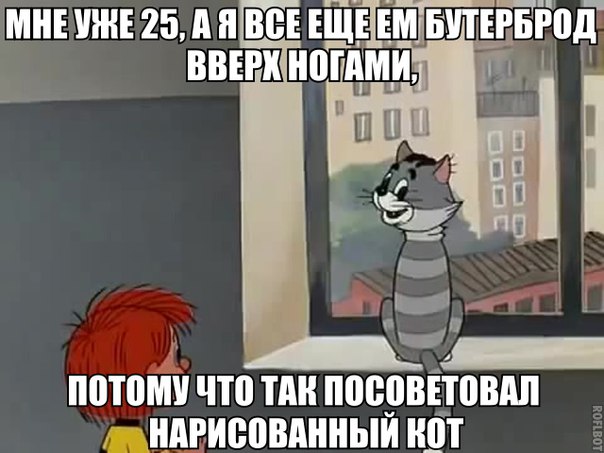 МНЕ УЖЕ 25, А Я ВСЕ ЕЩЕ ЕМ БУТЕРБРОД
ВВЕРХ НОГАМИ,
ПОТОМУ ЧТО ТАК ПОСОВЕТОВАЛ
НАРИСОВАННЫЙ КОТ
ROFLBOT